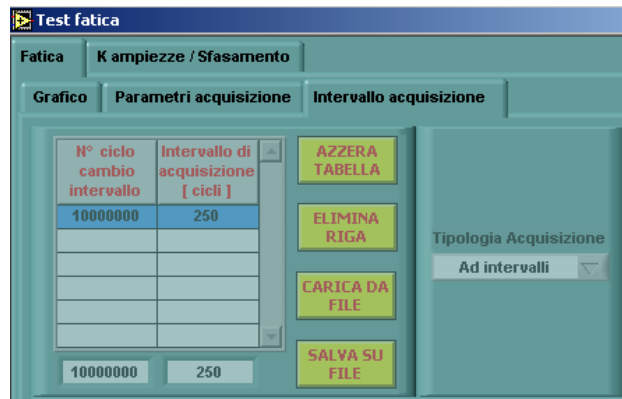 Test fatica
Fatica
K ampiezze / Sfasamento
Grafico
Parametri acquisizione
Intervallo acquisizione
N° ciclo
cambio
intervallo
Intervallo di
acquisizione
[ cicli ]
10000000
250
10000000
250
AZZERA
TABELLA
ELIMINA
RIGA
CARICA DA
FILE
SALVA SU
FILE
Tipologia Acquisizione
Ad intervalli